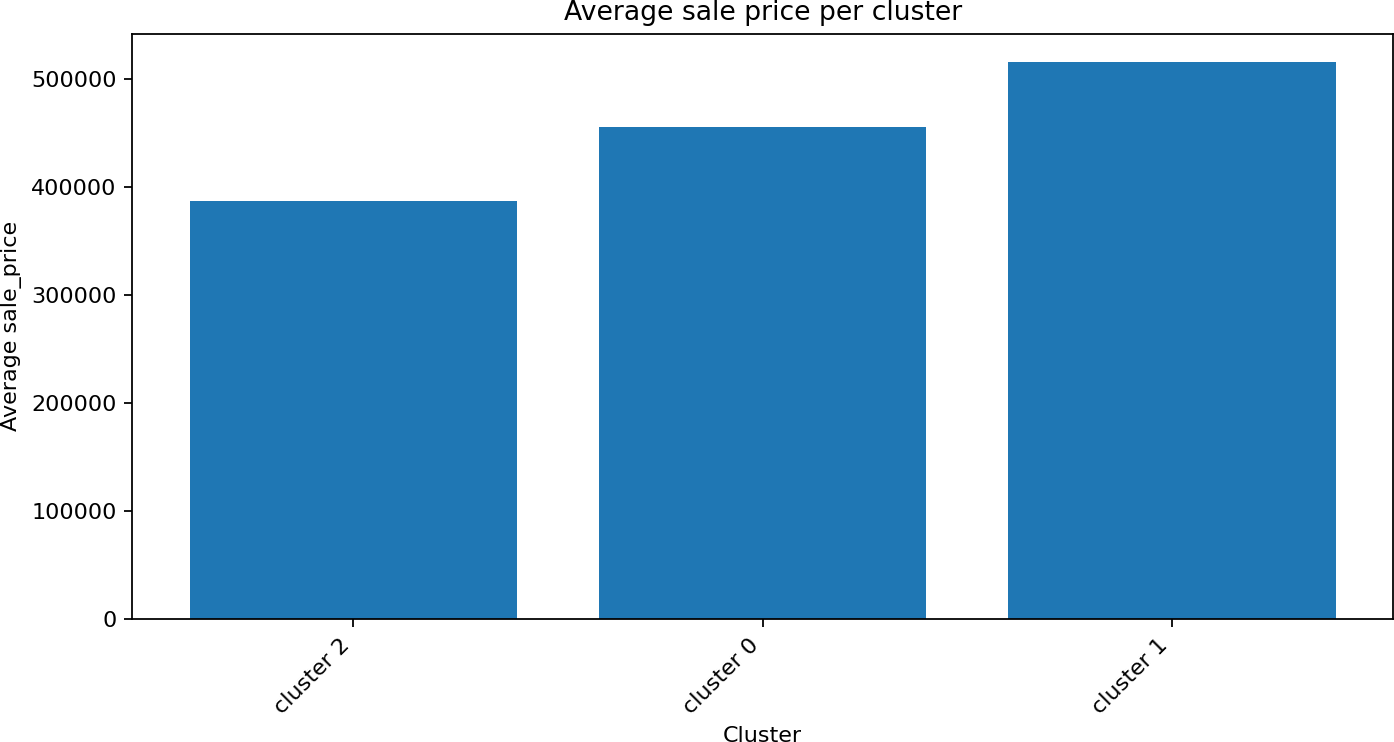 Average sale price per cluster
Average sale_price
500000
400000
300000
200000
100000
0
cluster 2
cluster 0
cluster 1
Cluster